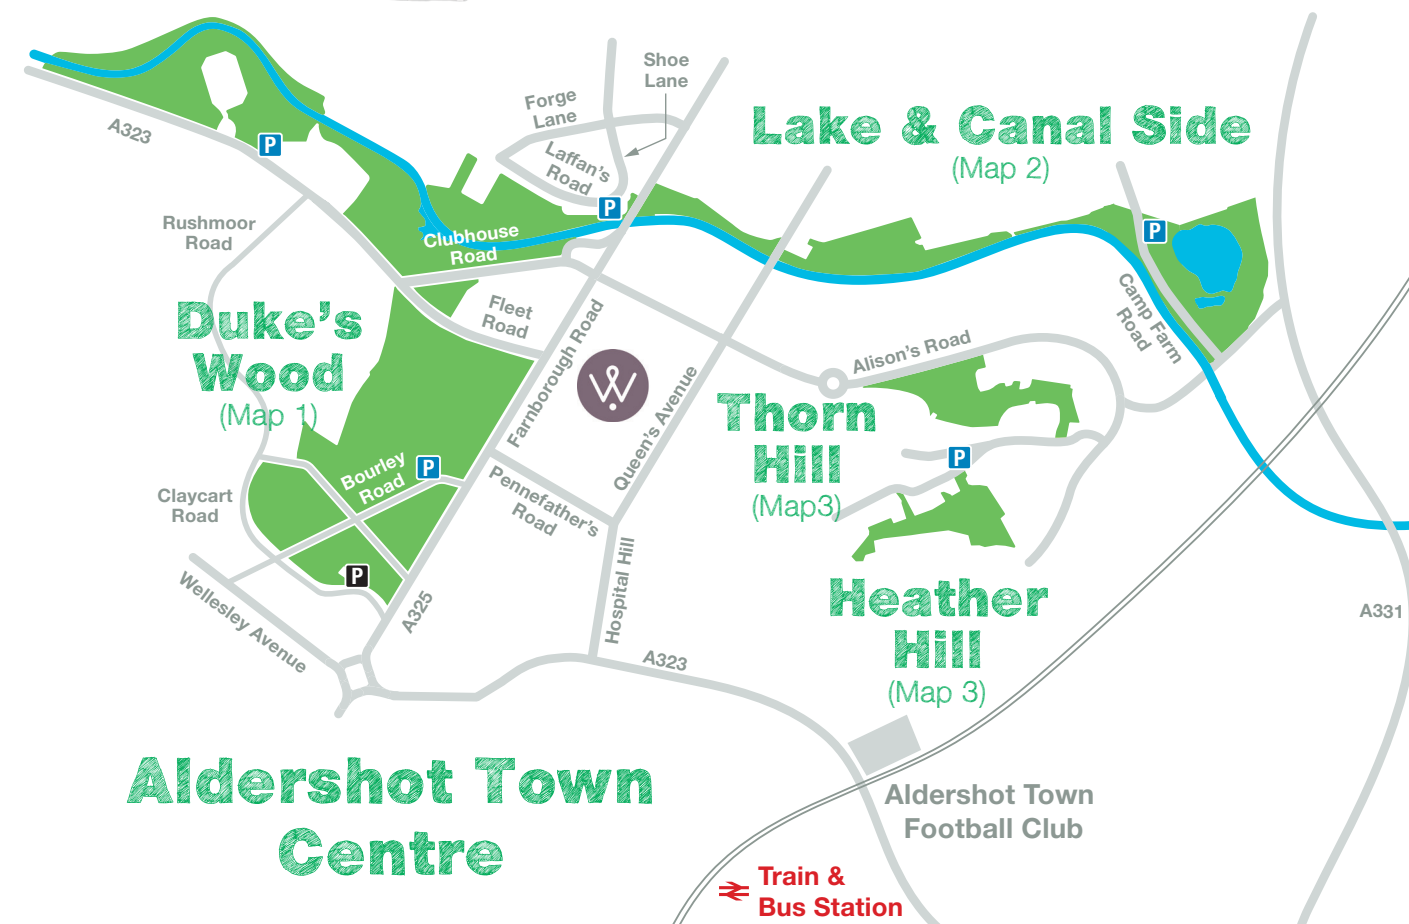 Shoe
Lane
Forge
Lane
A323
Laffan's
Road
Lake & Canal Side
(Map 2)
P
P
P
Rushmoor
Road
Clubhouse
Road
Camp Farm
Road
Fleet
Road
Duke's
Wood
(Map 1)
Farnborough Road
W
Alison's Road
Queen's Avenue
Thorn
Hill
(Map3)
Bourley
Road
P
P
Pennefather's
Road
Claycart
Road
P
Hospital Hill
Wellesley Avenue
A325
Heather
Hill
(Map 3)
A331
A323
Aldershot Town
Centre
Aldershot Town
Football Club
Train &
Bus Station